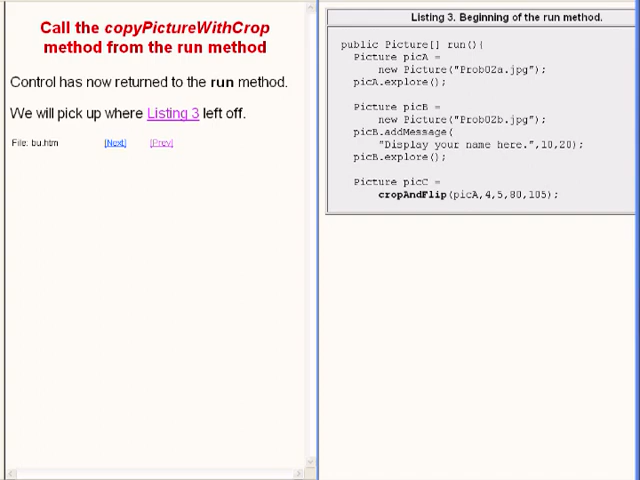 Call the copyPictureWithCrop
method from the run method
Control has now returned to the run method.
We will pick up where Listing 3 left off.
File: bu.htm [Next] [Prev]
Listing 3. Beginning of the run method.
public Picture[] run(){
Picture picA =
new Picture("Prob02a.jpg");
picA.explore();
Picture picB =
new Picture("Prob02b.jpg");
picB.addMessage(
"Display your name here.",10,20);
picB.explore();
Picture picC =
cropAndFlip(picA,4,5,80,105);